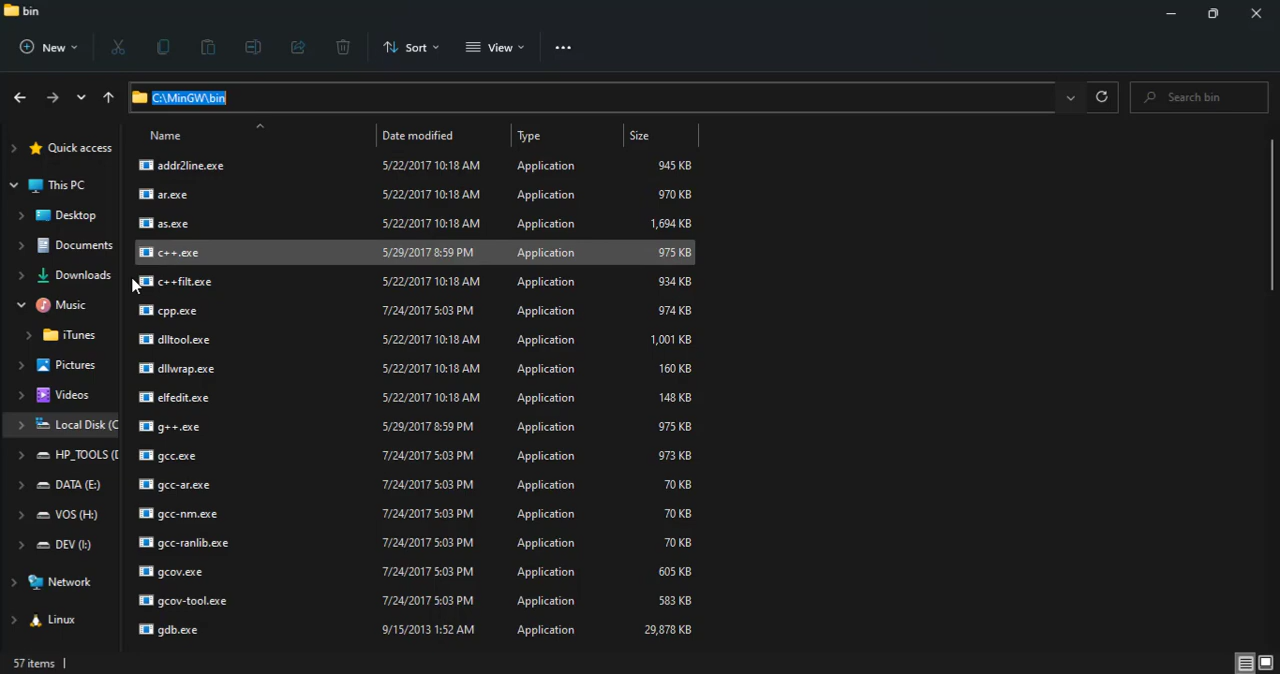 bin
New Sort View
C:\MinGW\bin Search bin
Name Date modified Type Size
Quick access
This PC
Desktop
Documents
Downloads
Music
iTunes
Pictures
Videos
Local Disk (C
HP_TOOLS (
DATA (E:)
VOS (H:)
DEV (I:)
Network
Linux
addr2line.exe 5/22/2017 10:18 AM Application 945 KB
ar.exe 5/22/2017 10:18 AM Application 970 KB
as.exe 5/22/2017 10:18 AM Application 1,694 KB
c++.exe 5/29/2017 8:59 PM Application 975 KB
c++filt.exe 5/22/2017 10:18 AM Application 934 KB
cpp.exe 7/24/2017 5:03 PM Application 974 KB
dlltool.exe 5/22/2017 10:18 AM Application 1,001 KB
dllwrap.exe 5/22/2017 10:18 AM Application 160 KB
elfedit.exe 5/22/2017 10:18 AM Application 148 KB
g++.exe 5/29/2017 8:59 PM Application 975 KB
gcc.exe 7/24/2017 5:03 PM Application 973 KB
gcc-ar.exe 7/24/2017 5:03 PM Application 70 KB
gcc-nm.exe 7/24/2017 5:03 PM Application 70 KB
gcc-ranlib.exe 7/24/2017 5:03 PM Application 70 KB
gcov.exe 7/24/2017 5:03 PM Application 605 KB
gcov-tool.exe 7/24/2017 5:03 PM Application 583 KB
gdb.exe 9/15/2013 1:52 AM Application 29,878 KB
57 items